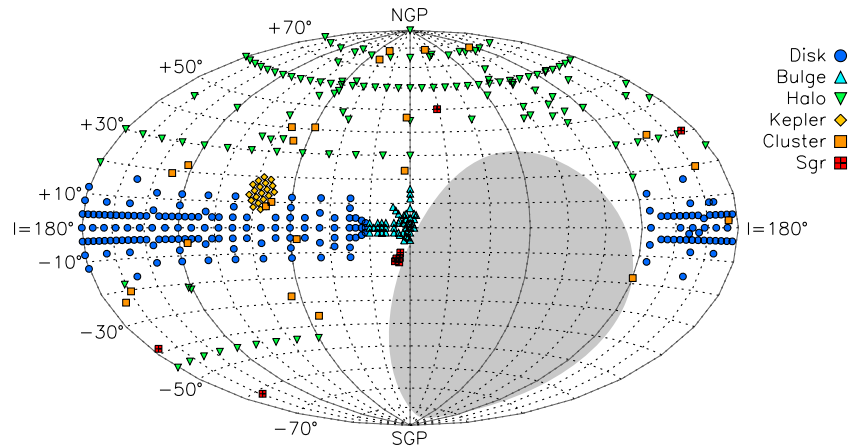 NGP
+70°
+50°
+30°
+10°
l=180°
l=180°
−10°
−30°
−50°
−70°
SGP
Disk
Bulge
Halo
Kepler
Cluster
Sgr